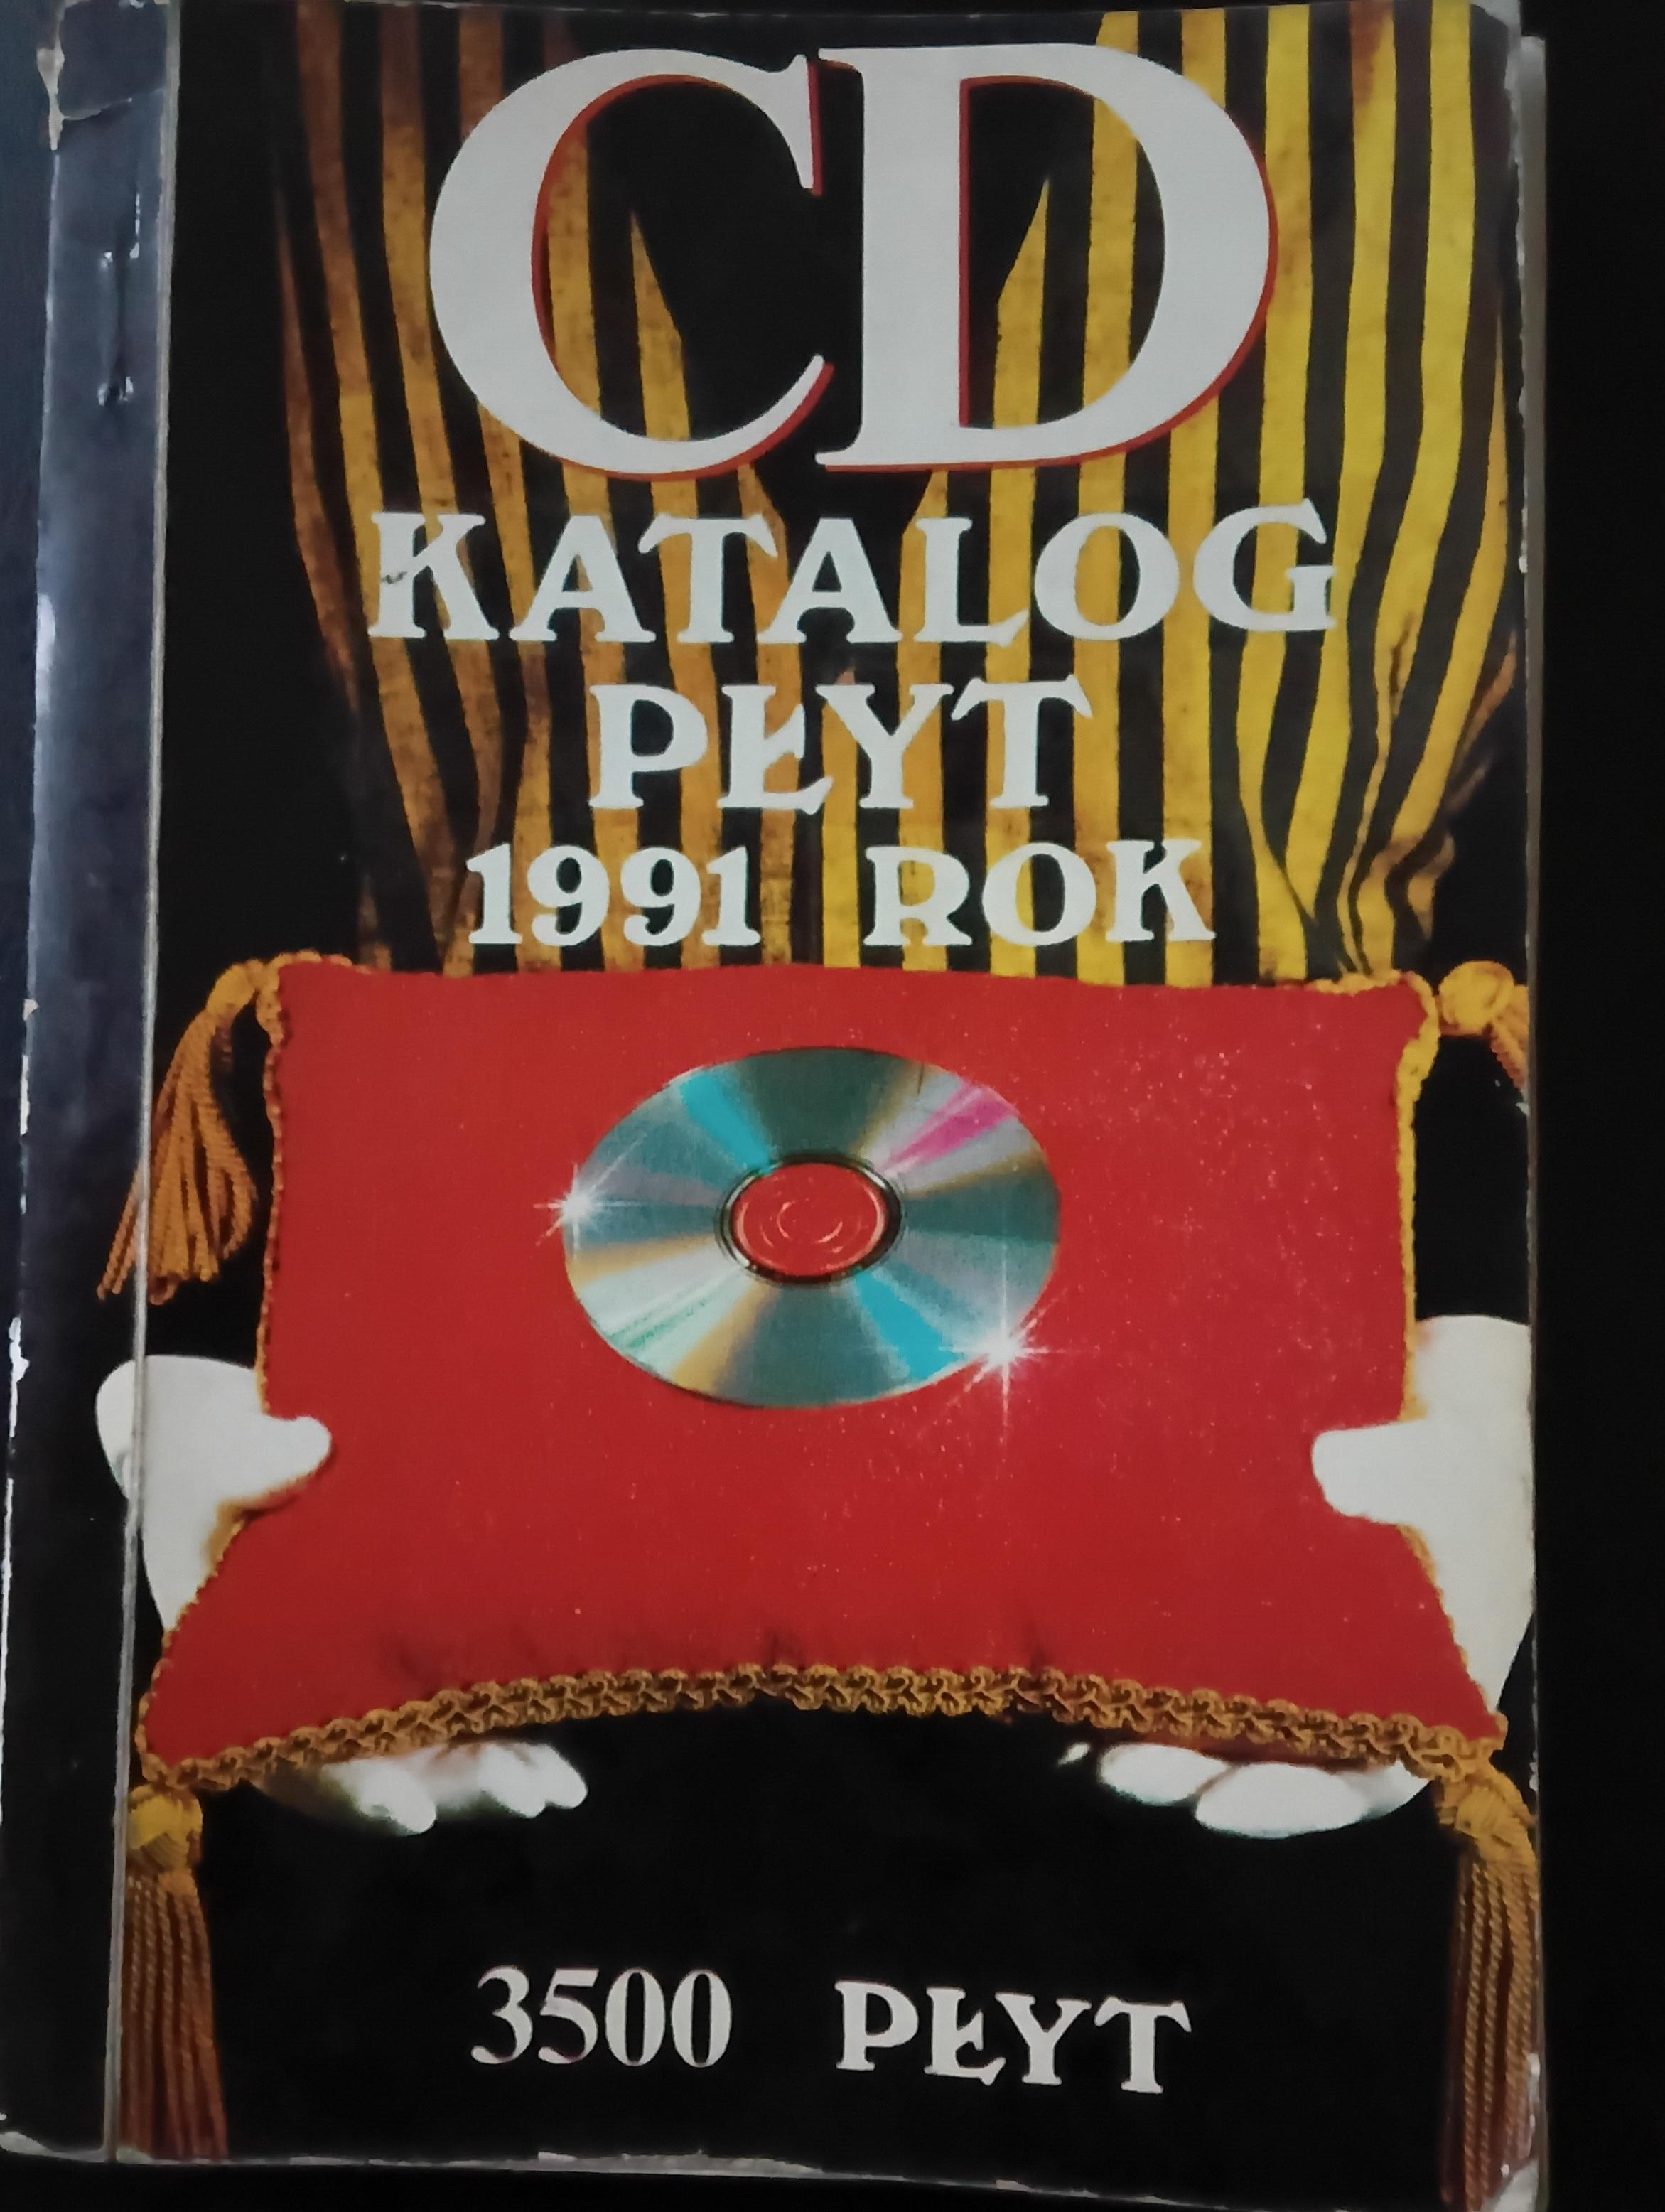 CD
KATALOG
PŁYT
1991 ROK
3500 PŁYT